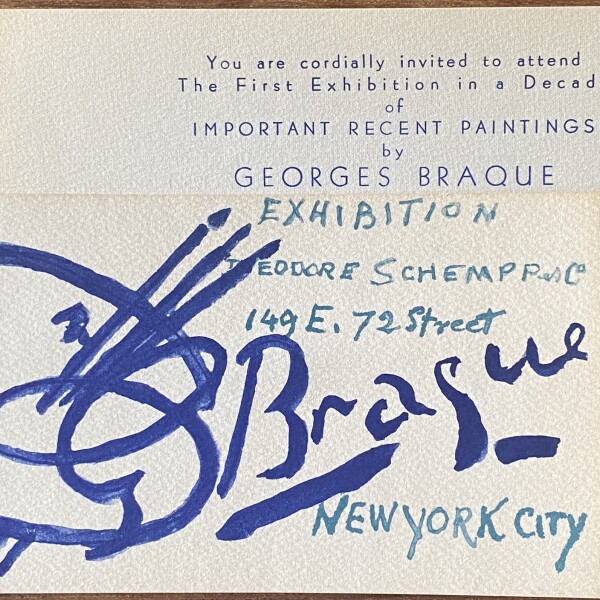 You are cordially invited to attend
The First Exhibition in a Decad
of
IMPORTANT RECENT PAINTINGS
by
GEORGES BRAQUE
EXHIBITION
THEODORE SCHEMPP & Co
149 E. 72 Street
Braque
NEW YORK CITY